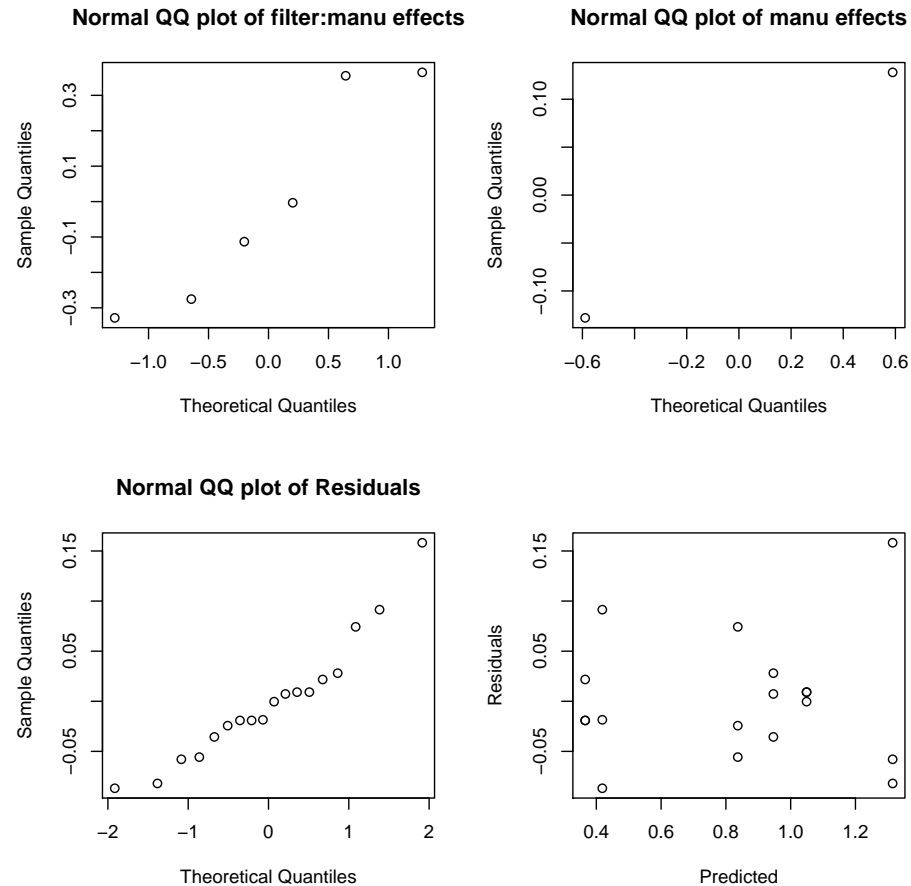 Normal QQ plot of filter:manu effects
Sample Quantiles
0.3
0.1
−0.1
−0.3
−1.0 −0.5 0.0 0.5 1.0
Theoretical Quantiles
Normal QQ plot of manu effects
Sample Quantiles
0.10
0.00
−0.10
−0.6 −0.4 −0.2 0.0 0.2 0.4 0.6
Theoretical Quantiles
Normal QQ plot of Residuals
Sample Quantiles
0.15
0.05
−0.05
−2 −1 0 1 2
Theoretical Quantiles
Residuals
0.15
0.05
−0.05
0.4 0.6 0.8 1.0 1.2
Predicted